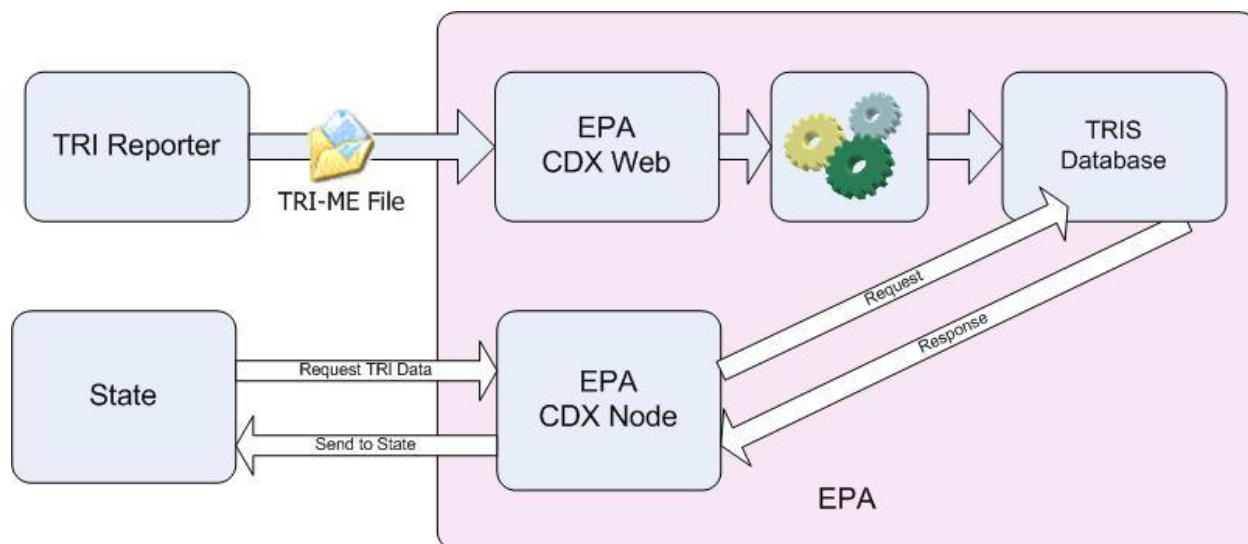 TRI Reporter
TRI-ME File
EPA
CDX Web
TRIS
Database
Request
Response
State
Request TRI Data
Send to State
EPA
CDX Node
EPA